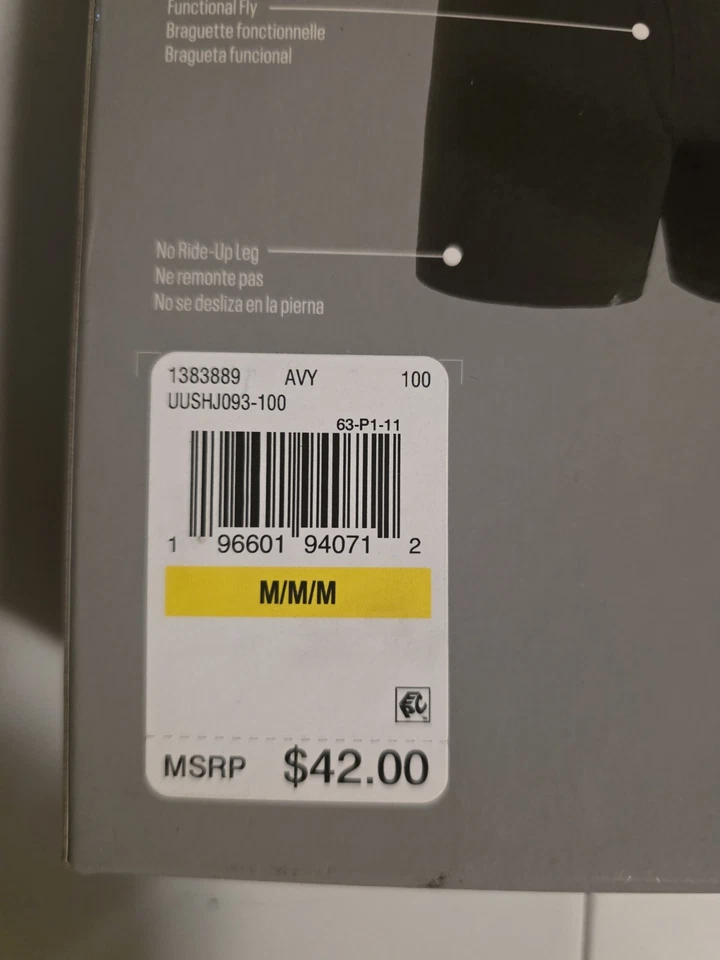 Functional Fly
Braguette fonctionnelle
Bragueta funcional
No Ride-Up Leg
Ne remonte pas
No se desliza en la pierna
1383889 AVY 100
UUSHJ093-100
63-P1-11
1 96601 94071 2
M/M/M
EPC
MSRP $42.00